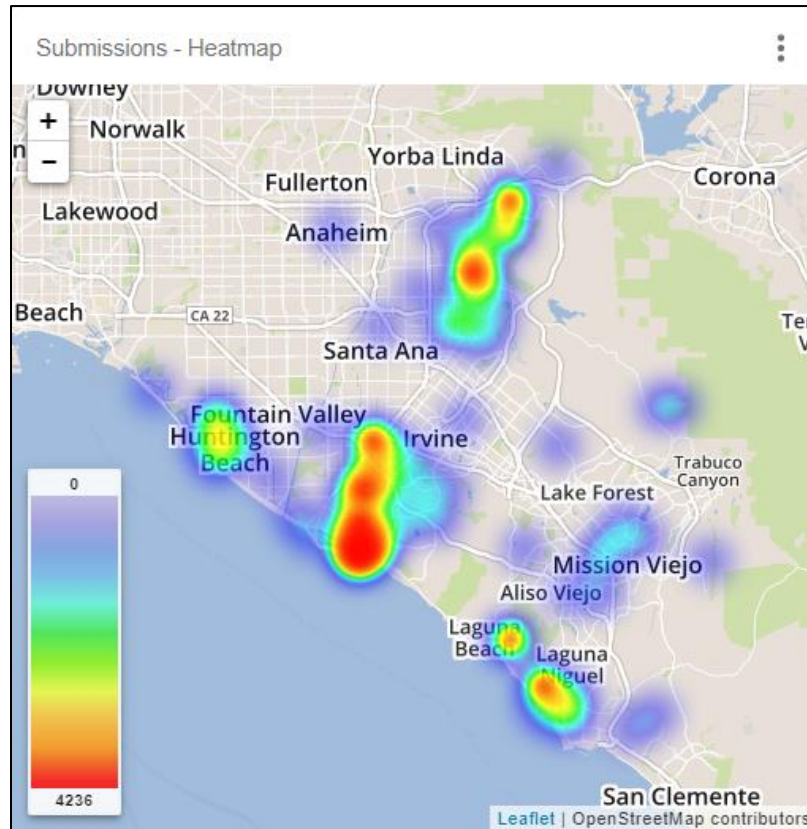 Submissions - Heatmap
Downey
+
Norwalk
−
Yorba Linda
Fullerton
Corona
Lakewood
Anaheim
Beach
CA 22
Te
V
Santa Ana
Fountain Valley
Huntington
Beach
Irvine
Trabuco
Canyon
0
Lake Forest
Mission Viejo
Aliso Viejo
Laguna
Beach
Laguna
Niguel
4236
San Clemente
Leaflet | OpenStreetMap contributors